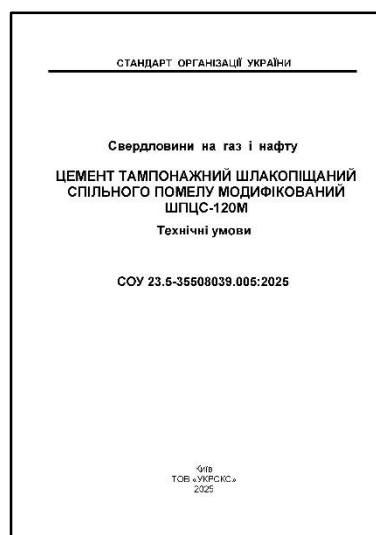 СТАНДАРТ ОРГАНІЗАЦІЇ УКРАЇНИ
Свердловини на газ і нафту
ЦЕМЕНТ ТАМПОНАЖНИЙ ШЛАКОПІЩАНИЙ
СПІЛЬНОГО ПОМЕЛУ МОДИФІКОВАНИЙ
ШПЦС-120М
Технічні умови
СОУ 23.5-35508039.005:2025
Київ
ТОВ «УКРСКС»
2025